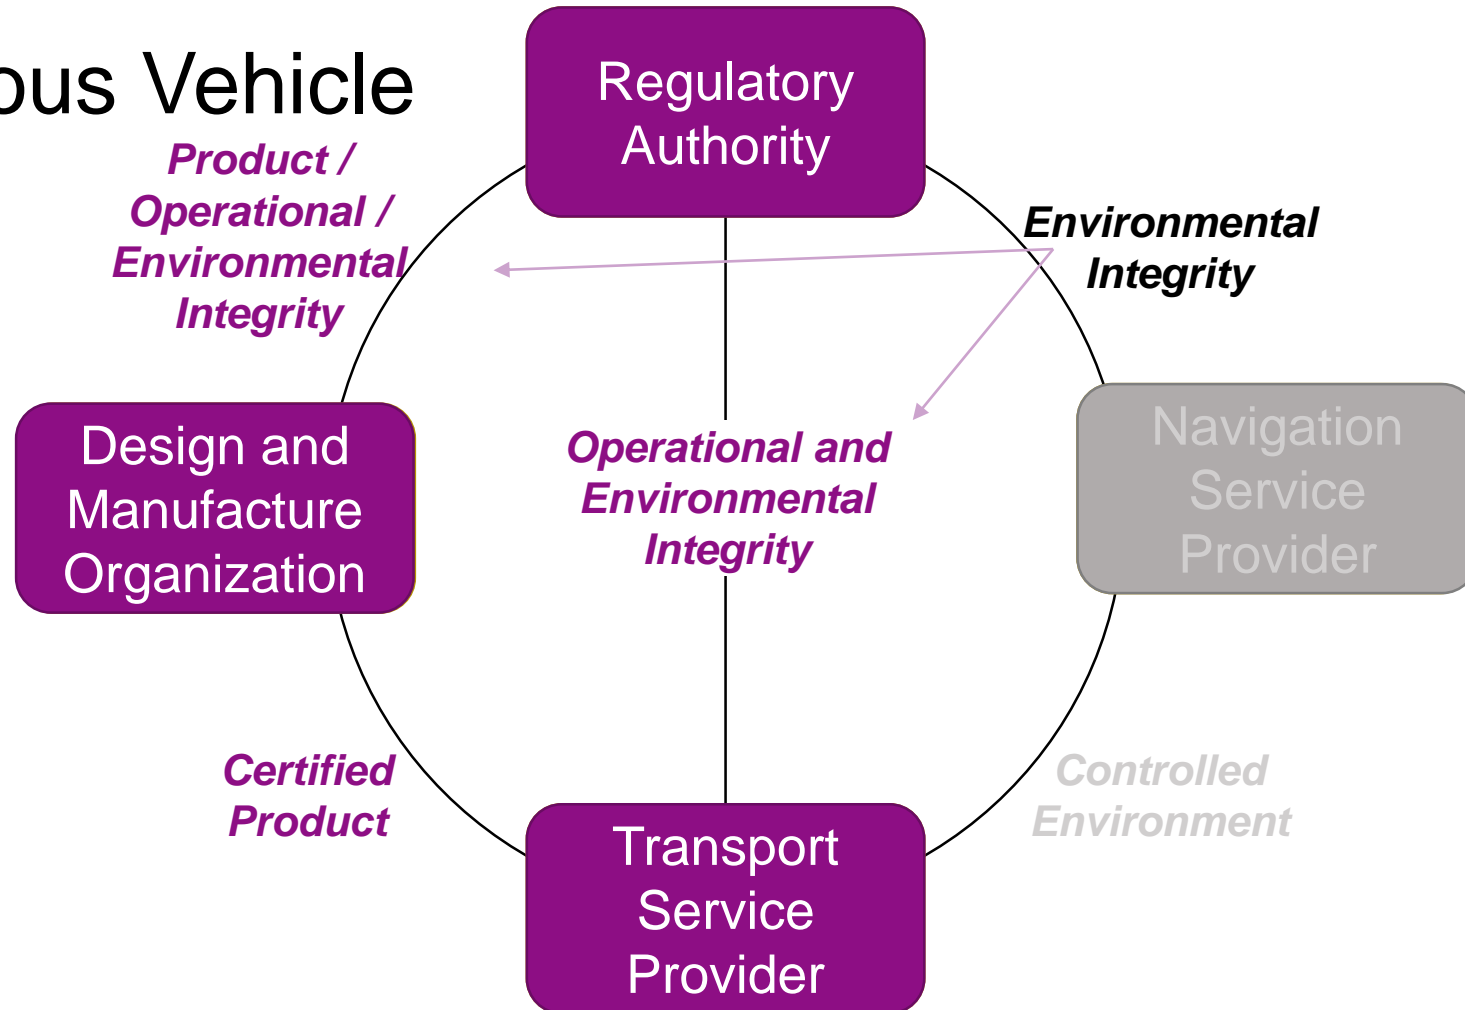 ous Vehicle
Regulatory
Authority
Product /
Operational /
Environmental
Integrity
Environmental
Integrity
Design and
Manufacture
Organization
Operational and
Environmental
Integrity
Navigation
Service
Provider
Certified
Product
Controlled
Environment
Transport
Service
Provider